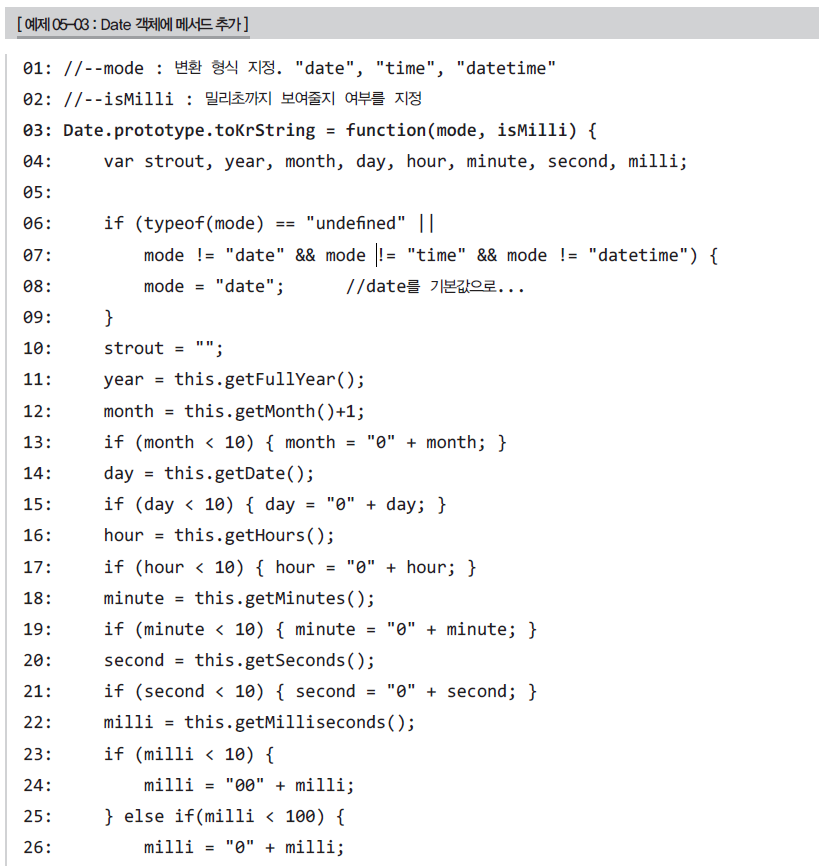 [ 예제 05-03 : Date 객체에 메서드 추가 ]
01: //--mode : 변환 형식 지정. "date", "time", "datetime"
02: //--isMilli : 밀리초까지 보여줄지 여부를 지정
03: Date.prototype.toKrString = function(mode, isMilli) {
04:     var strout, year, month, day, hour, minute, second, milli;
05:
06:     if (typeof(mode) == "undefined" ||
07:         mode != "date" && mode != "time" && mode != "datetime") {
08:         mode = "date";      //date를 기본값으로...
09:     }
10:     strout = "";
11:     year = this.getFullYear();
12:     month = this.getMonth()+1;
13:     if (month < 10) { month = "0" + month; }
14:     day = this.getDate();
15:     if (day < 10) { day = "0" + day; }
16:     hour = this.getHours();
17:     if (hour < 10) { hour = "0" + hour; }
18:     minute = this.getMinutes();
19:     if (minute < 10) { minute = "0" + minute; }
20:     second = this.getSeconds();
21:     if (second < 10) { second = "0" + second; }
22:     milli = this.getMilliseconds();
23:     if (milli < 10) {
24:         milli = "00" + milli;
25:     } else if(milli < 100) {
26:         milli = "0" + milli;